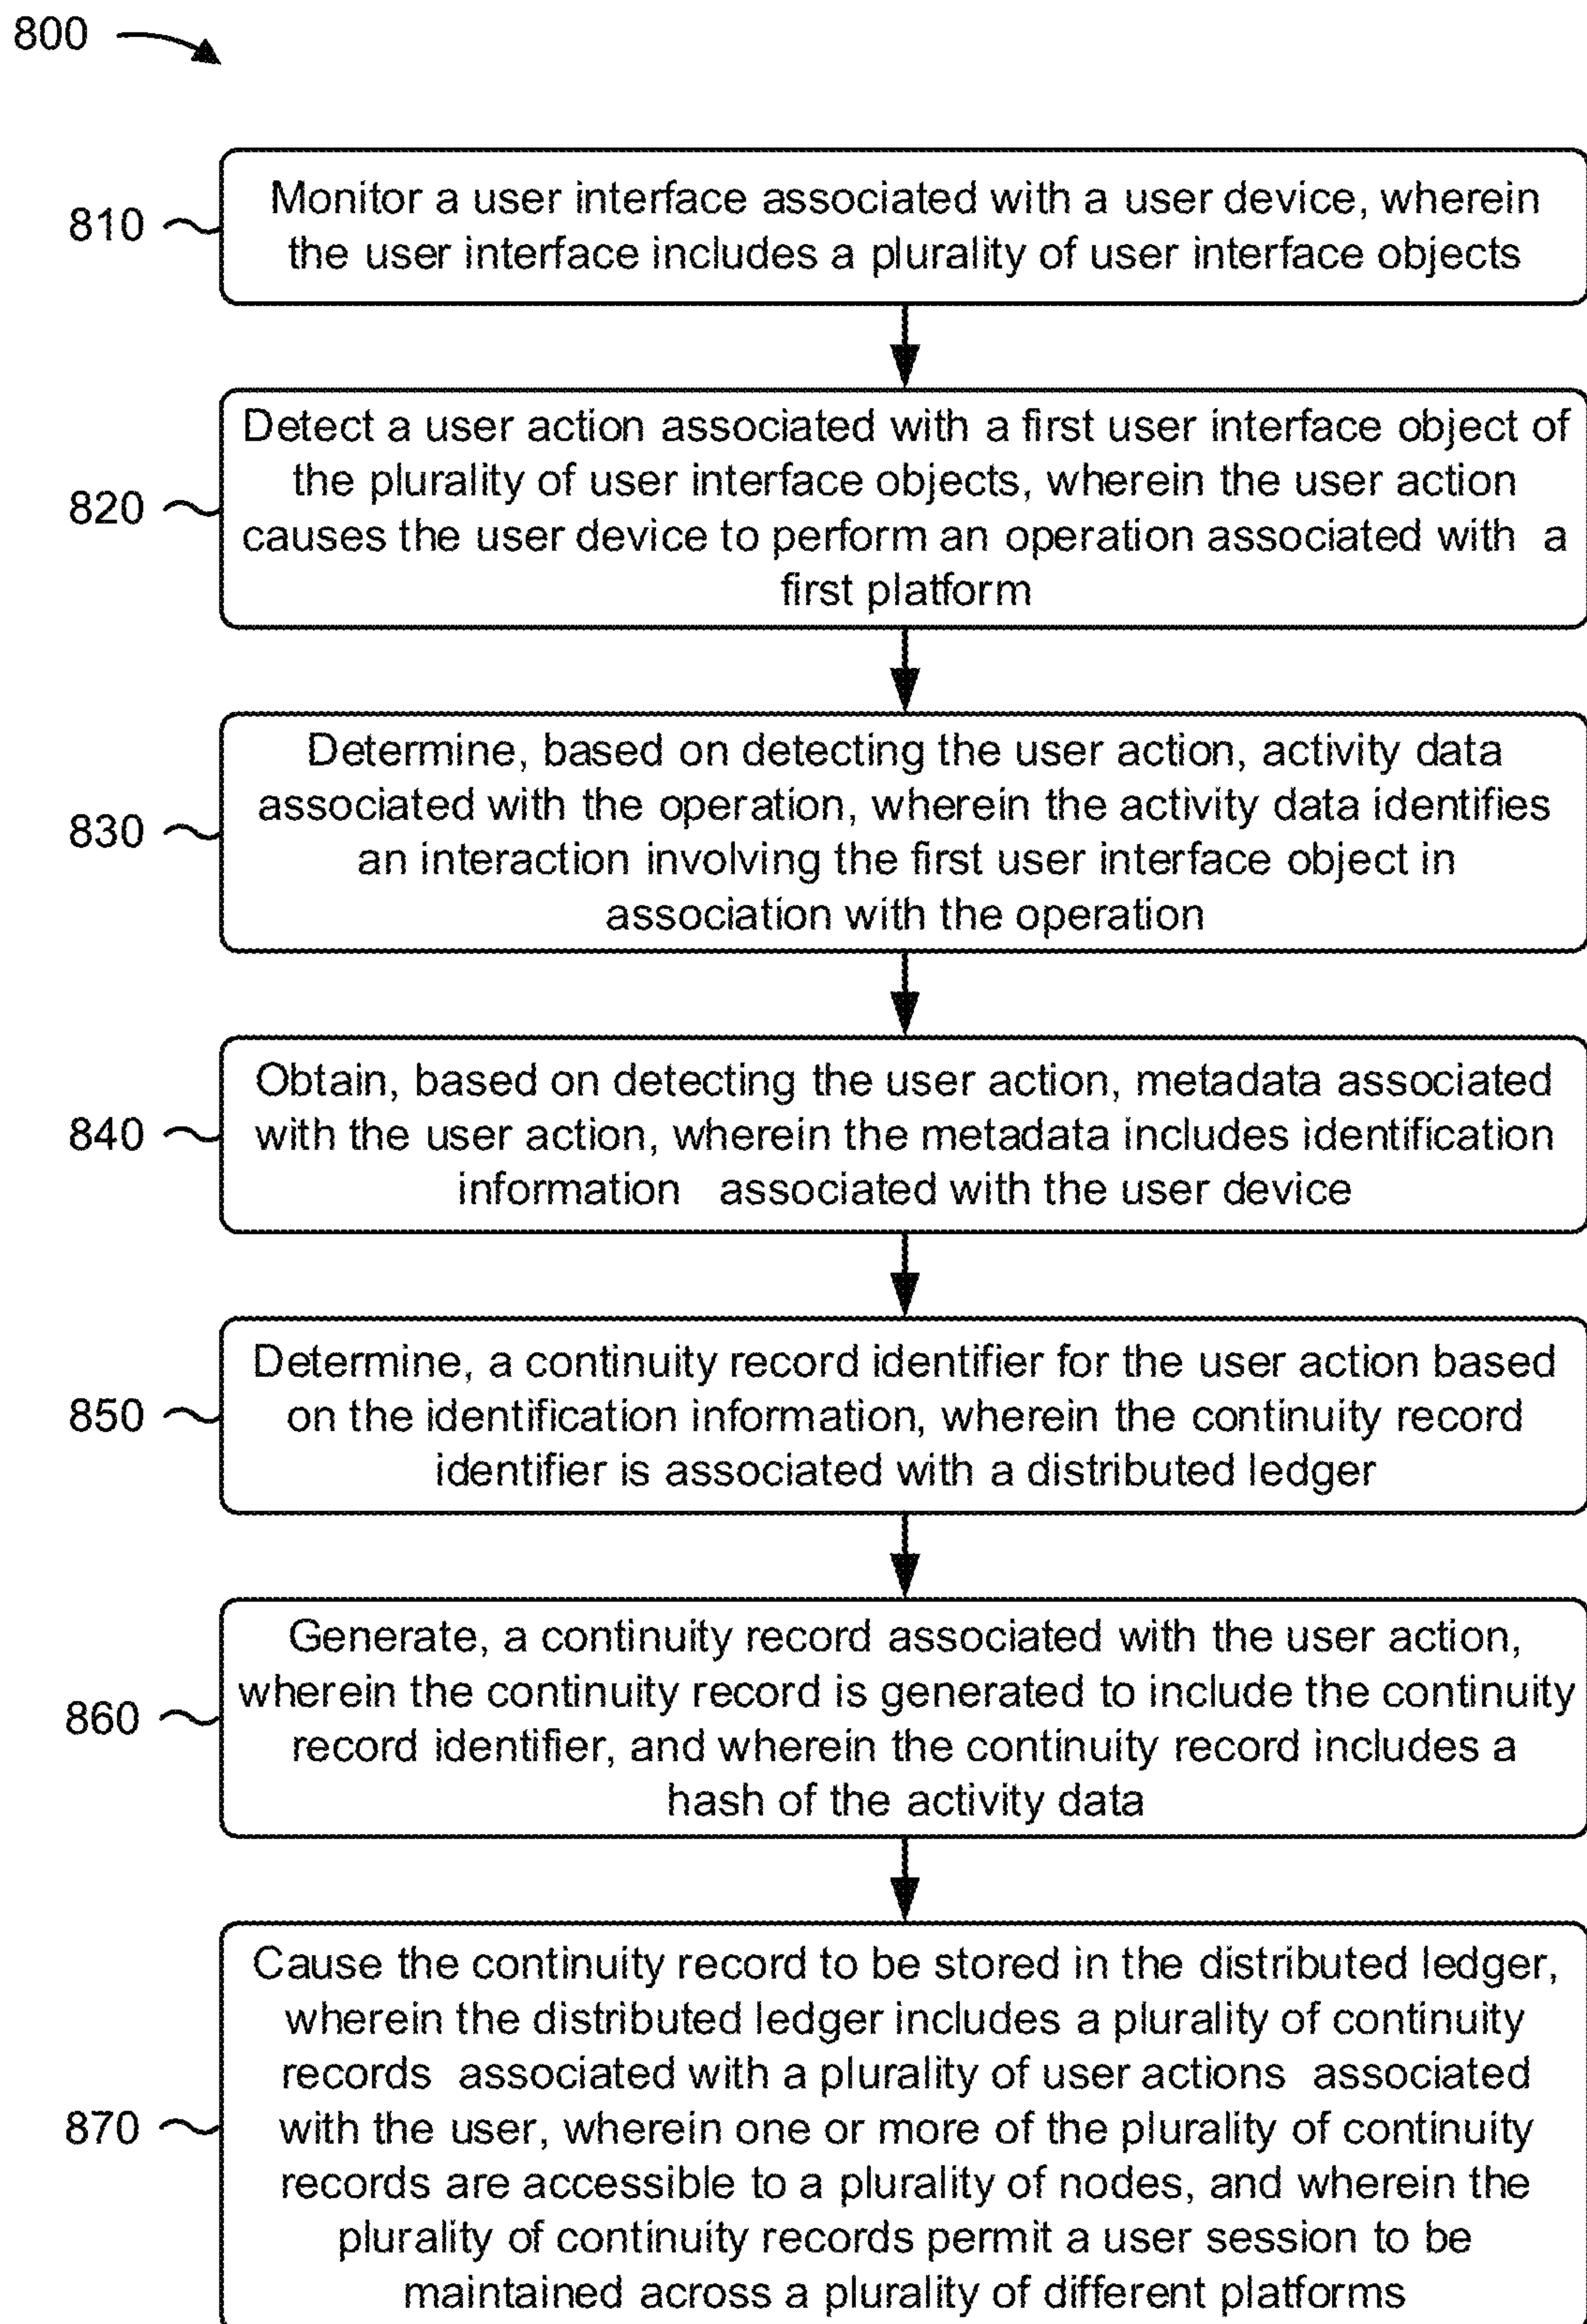 800
810
Monitor a user interface associated with a user device, wherein
the user interface includes a plurality of user interface objects
820
Detect a user action associated with a first user interface object of
the plurality of user interface objects, wherein the user action
causes the user device to perform an operation associated with a
first platform
830
Determine, based on detecting the user action, activity data
associated with the operation, wherein the activity data identifies
an interaction involving the first user interface object in
association with the operation
840
Obtain, based on detecting the user action, metadata associated
with the user action, wherein the metadata includes identification
information associated with the user device
850
Determine, a continuity record identifier for the user action based
on the identification information, wherein the continuity record
identifier is associated with a distributed ledger
860
Generate, a continuity record associated with the user action,
wherein the continuity record is generated to include the continuity
record identifier, and wherein the continuity record includes a
hash of the activity data
870
Cause the continuity record to be stored in the distributed ledger,
wherein the distributed ledger includes a plurality of continuity
records associated with a plurality of user actions associated
with the user, wherein one or more of the plurality of continuity
records are accessible to a plurality of nodes, and wherein the
plurality of continuity records permit a user session to be
maintained across a plurality of different platforms